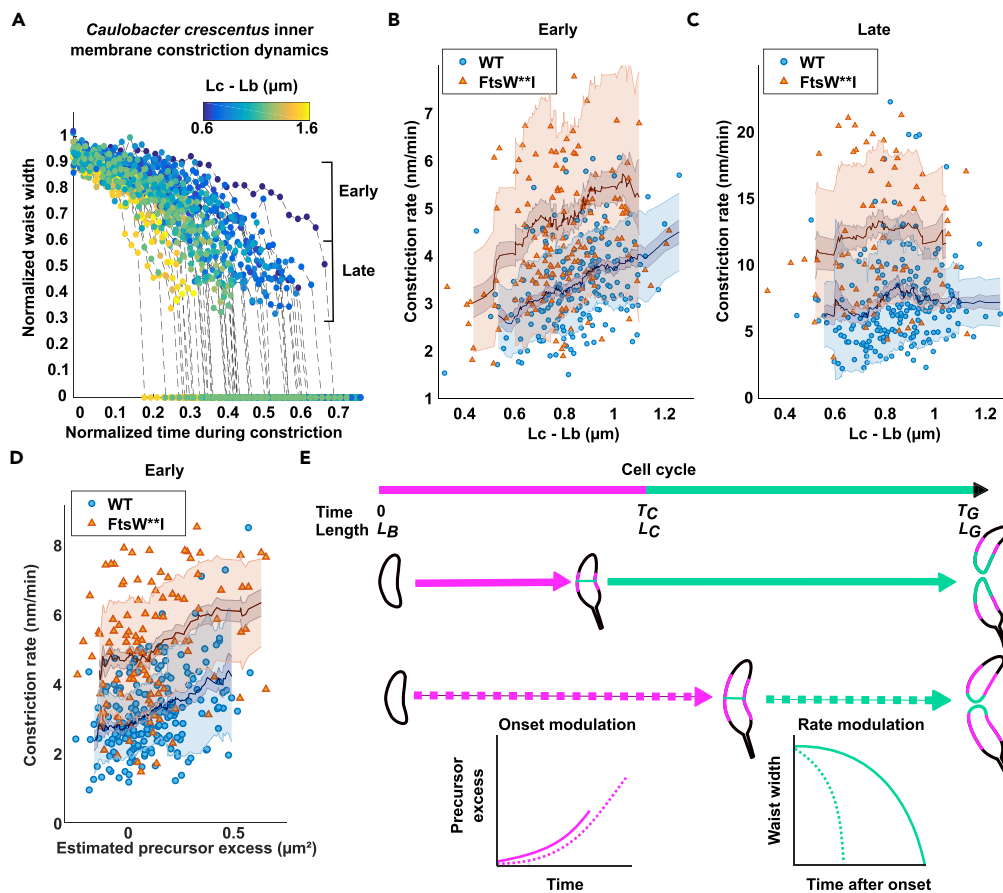 A
Caulobacter crescentus inner
membrane constriction dynamics
Lc - Lb (μm)
0.6
1.6
Normalized waist width
1
0.9
0.8
0.7
0.6
0.5
0.4
0.3
0.2
0.1
0
Early
Late
0 0.1 0.2 0.3 0.4 0.5 0.6 0.7
Normalized time during constriction
B
Early
WT
FtsW**I
Constriction rate (nm/min)
7
6
5
4
3
2
1
0.4 0.6 0.8 1 1.2
Lc - Lb (μm)
C
Late
WT
FtsW**I
Constriction rate (nm/min)
20
15
10
5
0
0.4 0.6 0.8 1 1.2
Lc - Lb (μm)
D
Early
WT
FtsW**I
Constriction rate (nm/min)
8
6
4
2
0
0 0.5
Estimated precursor excess (μm²)
E
Cell cycle
Time 0 TC TG
Length LB LC LG
Onset modulation
Precursor
excess
Time
Rate modulation
Waist width
Time after onset